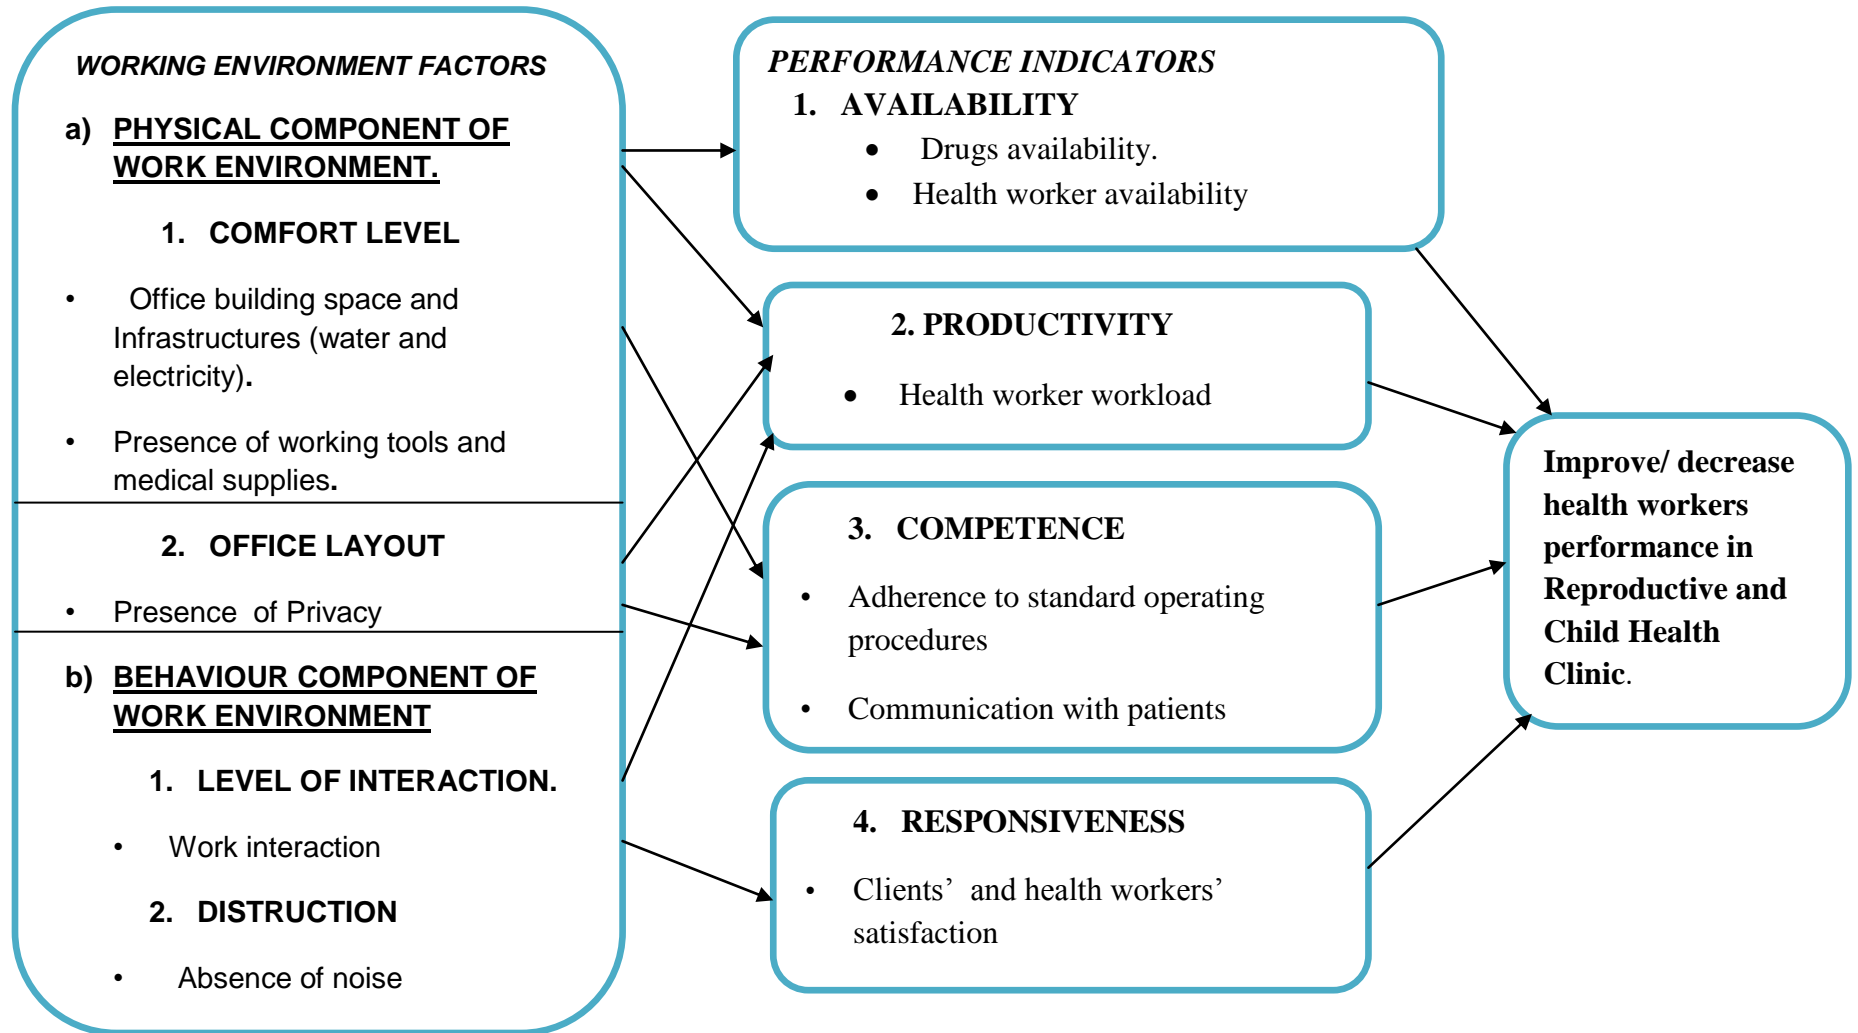 WORKING ENVIRONMENT FACTORS
a) PHYSICAL COMPONENT OF
WORK ENVIRONMENT.
1. COMFORT LEVEL
• Office building space and
Infrastructures (water and
electricity).
• Presence of working tools and
medical supplies.
2. OFFICE LAYOUT
• Presence of Privacy
b) BEHAVIOUR COMPONENT OF
WORK ENVIRONMENT
1. LEVEL OF INTERACTION.
• Work interaction
2. DISTRUCTION
• Absence of noise
PERFORMANCE INDICATORS
1. AVAILABILITY
• Drugs availability.
• Health worker availability
2. PRODUCTIVITY
• Health worker workload
3. COMPETENCE
• Adherence to standard operating
procedures
• Communication with patients
4. RESPONSIVENESS
• Clients’ and health workers’
satisfaction
Improve/ decrease
health workers
performance in
Reproductive and
Child Health
Clinic.